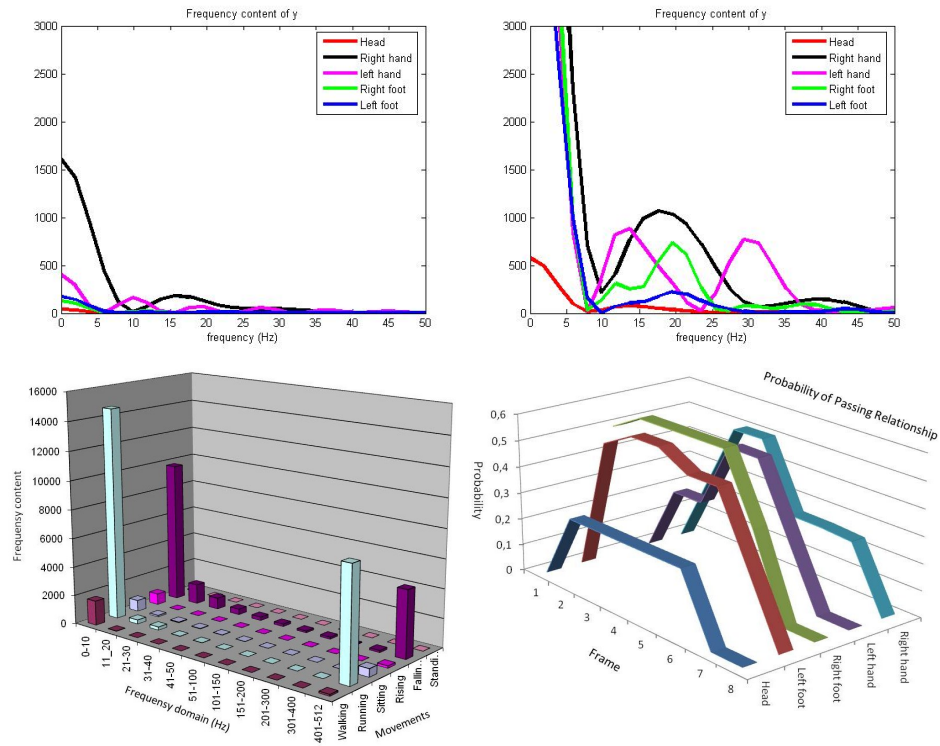 Frequency content of y
3000
2500
2000
1500
1000
500
0
0 5 10 15 20 25 30 35 40 45 50
frequency (Hz)
Head
Right hand
left hand
Right foot
Left foot
Frequency content of y
3000
2500
2000
1500
1000
500
0
0 5 10 15 20 25 30 35 40 45 50
frequency (Hz)
Head
Right hand
left hand
Right foot
Left foot
16000
14000
12000
10000
8000
6000
4000
2000
0
Frequensy content
0-10
11_20
21-30
31-40
41-50
51-100
101-150
151-200
201-300
301-400
401-512
Frequency domain (Hz)
Walking
Running
Sitting
Rising
Fallin...
Standi...
Movements
Probability of Passing Relationship
0,6
0,5
0,4
0,3
0,2
0,1
0
Probability
1
2
3
4
5
6
7
8
Frame
Head
Left foot
Right foot
Left hand
Right hand